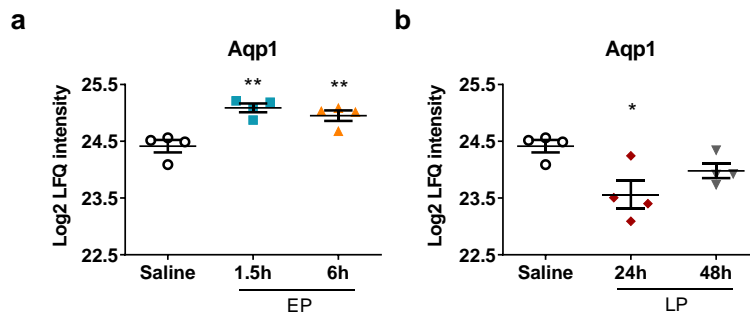 a
Aqp1
Log2 LFQ intensity
25.5
24.5
23.5
22.5
**
**
Saline
1.5h
6h
EP
b
Aqp1
Log2 LFQ intensity
25.5
24.5
23.5
22.5
*
Saline
24h
48h
LP